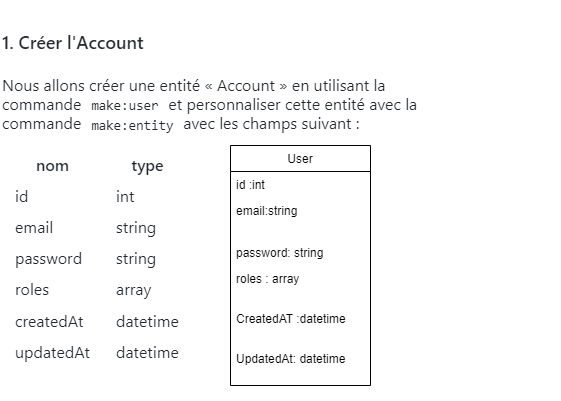 1. Créer l'Account
Nous allons créer une entité « Account » en utilisant la
commande make:user et personnaliser cette entité avec la
commande make:entity avec les champs suivant :
nom type
id int
email string
password string
roles array
createdAt datetime
updatedAt datetime
User
id :int
email:string
password: string
roles : array
CreatedAT :datetime
UpdatedAt: datetime